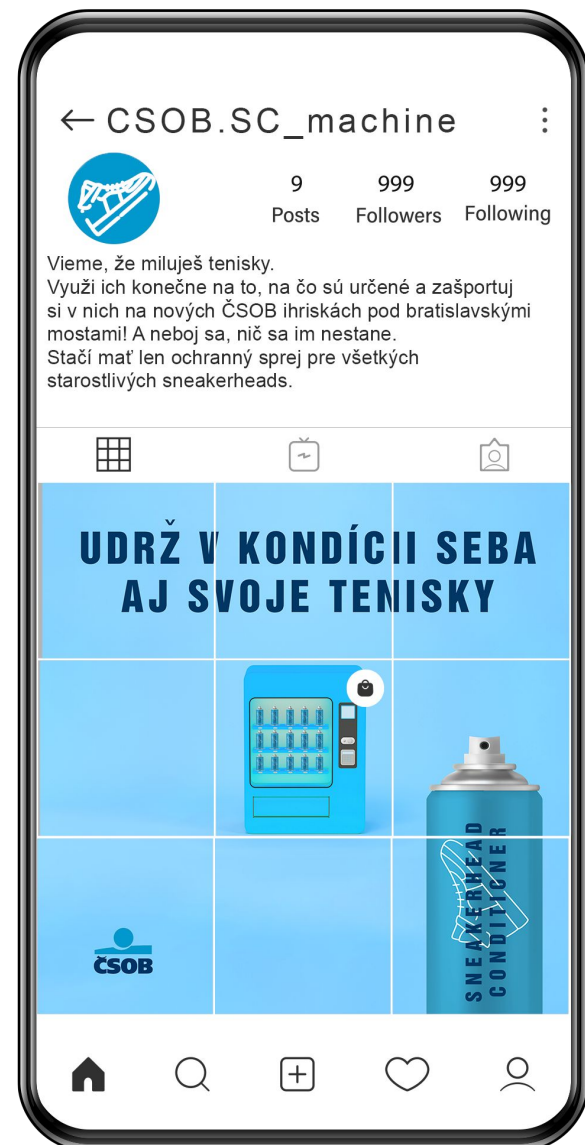 ← CSOB.SC_machine
9 999 999
Posts Followers Following
Vieme, že miluješ tenisky.
Využi ich konečne na to, na čo sú určené a zašportuj
si v nich na nových ČSOB ihriskách pod bratislavskými
mostami! A neboj sa, nič sa im nestane.
Stačí mať len ochranný sprej pre všetkých
starostlivých sneakerheads.
UDRŽ V KONDÍCII SEBA
AJ SVOJE TENISKY
SNEAKERHEAD
CONDITIONER
ČSOB